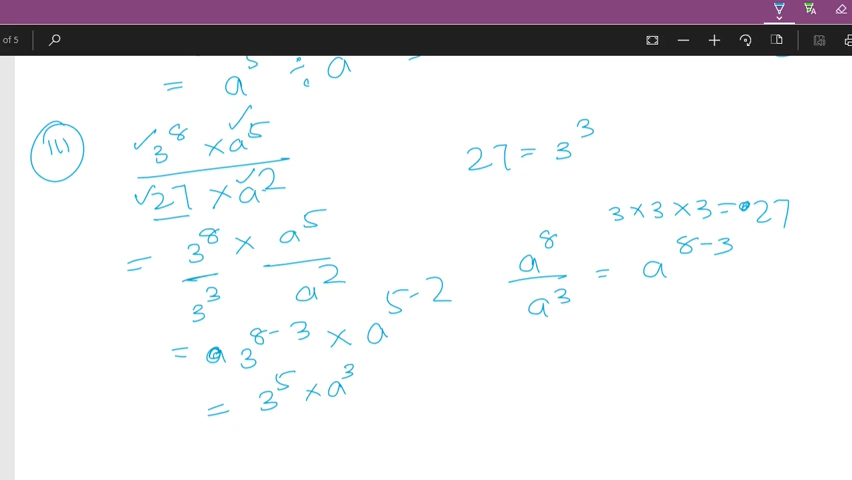 of 5
= a^5 ÷ a
(III) (3^8 × a^5)/(27 × a^2)
27 = 3^3
3 × 3 × 3 = 27
= 3^8/3^3 × a^5/a^2
a^8/a^3 = a^(8-3)
= 3^(8-3) × a^(5-2)
= 3^5 × a^3